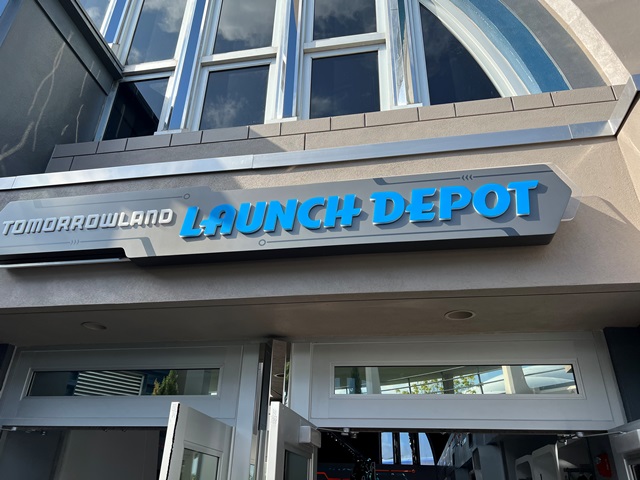 TOMORROWLAND LAUNCH DEPOT